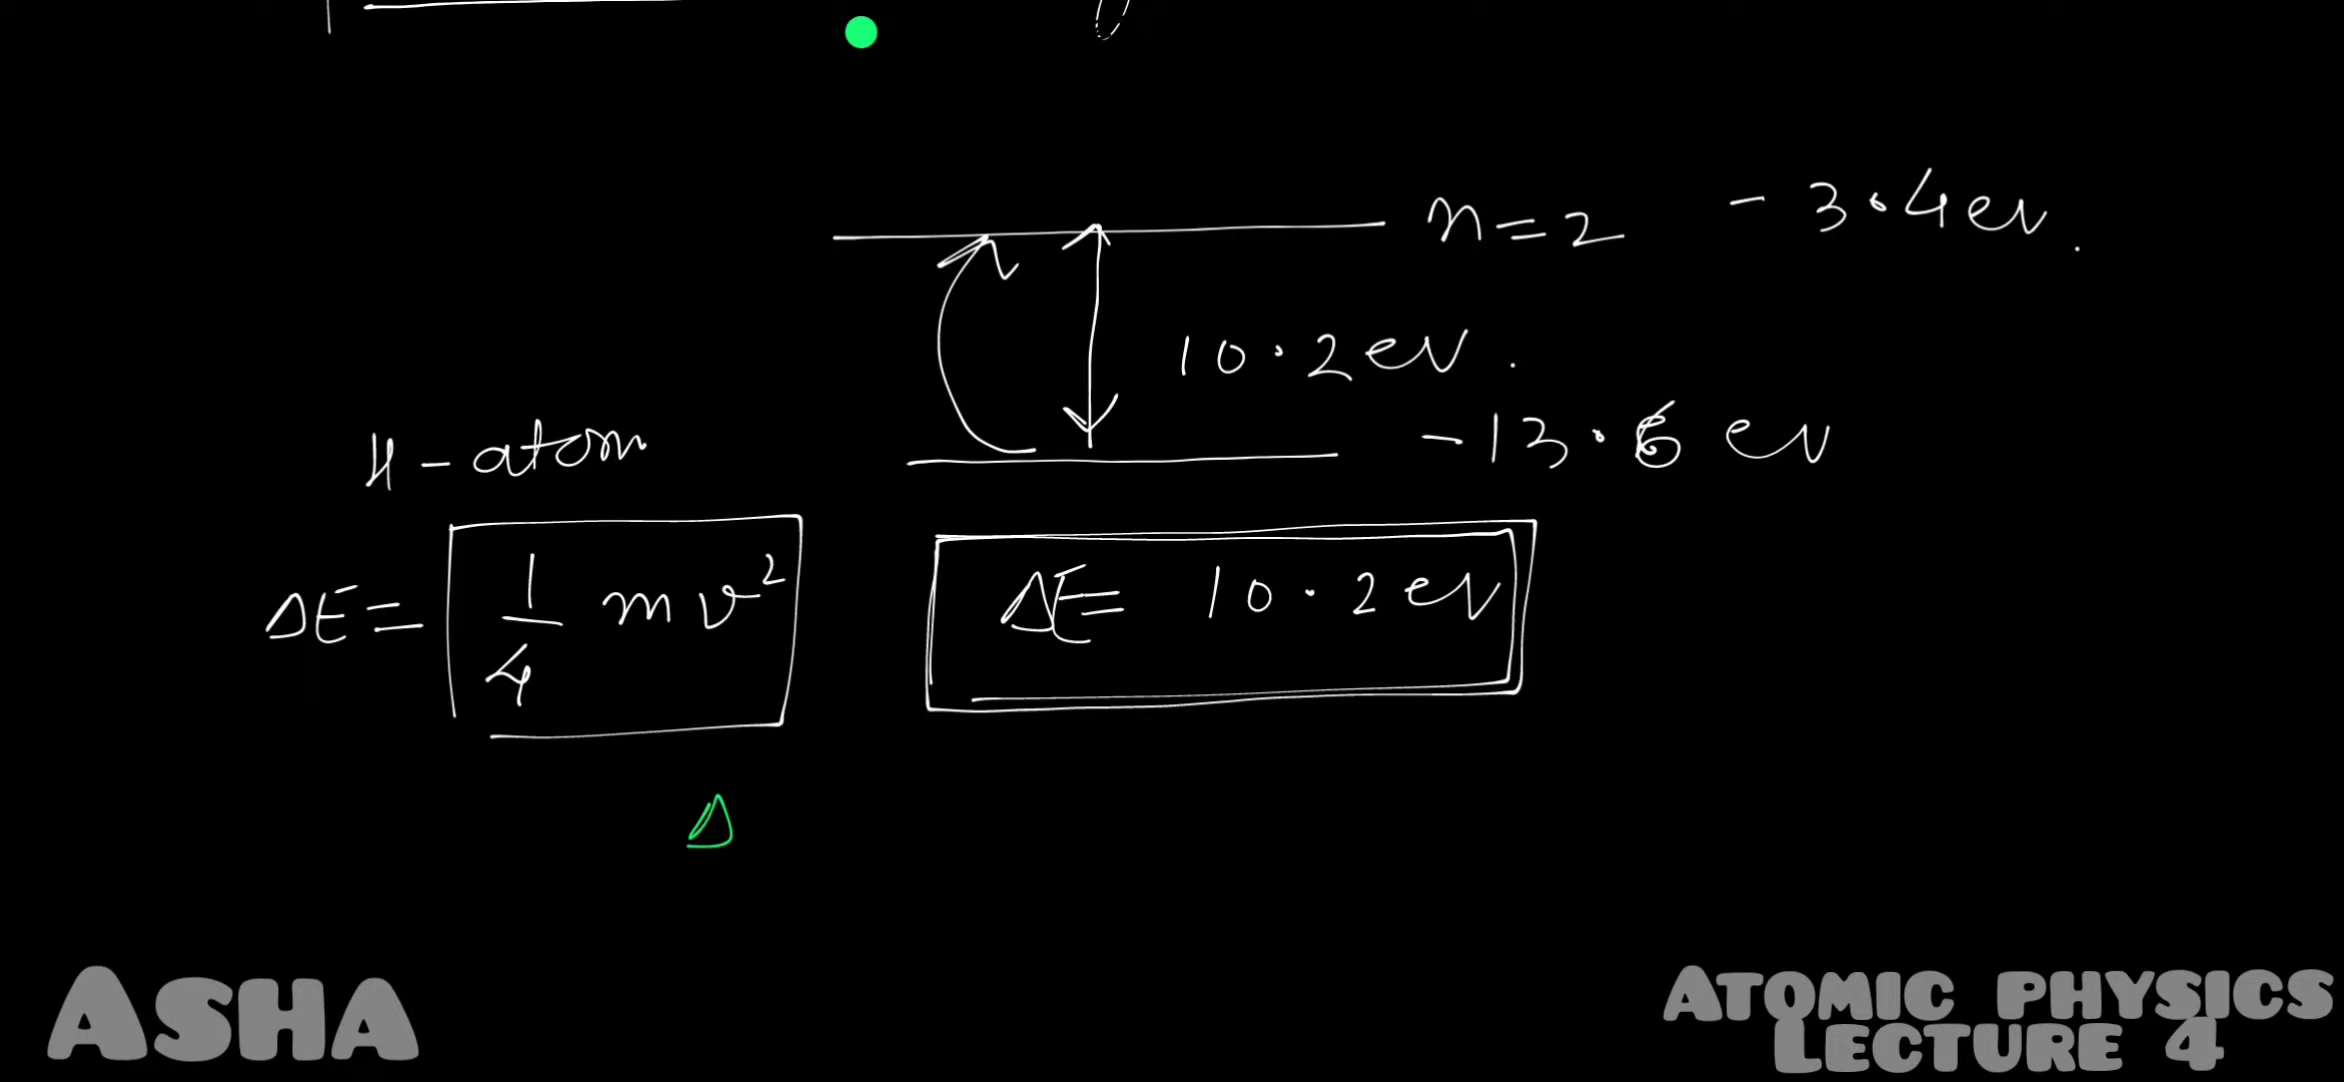 n=2 - 3.4ev.
10.2ev.
-13.6 ev
H-atom
ΔE= 1/4 mv²
ΔE= 10.2ev
Δ
ASHA
ATOMIC PHYSICS
LECTURE 4